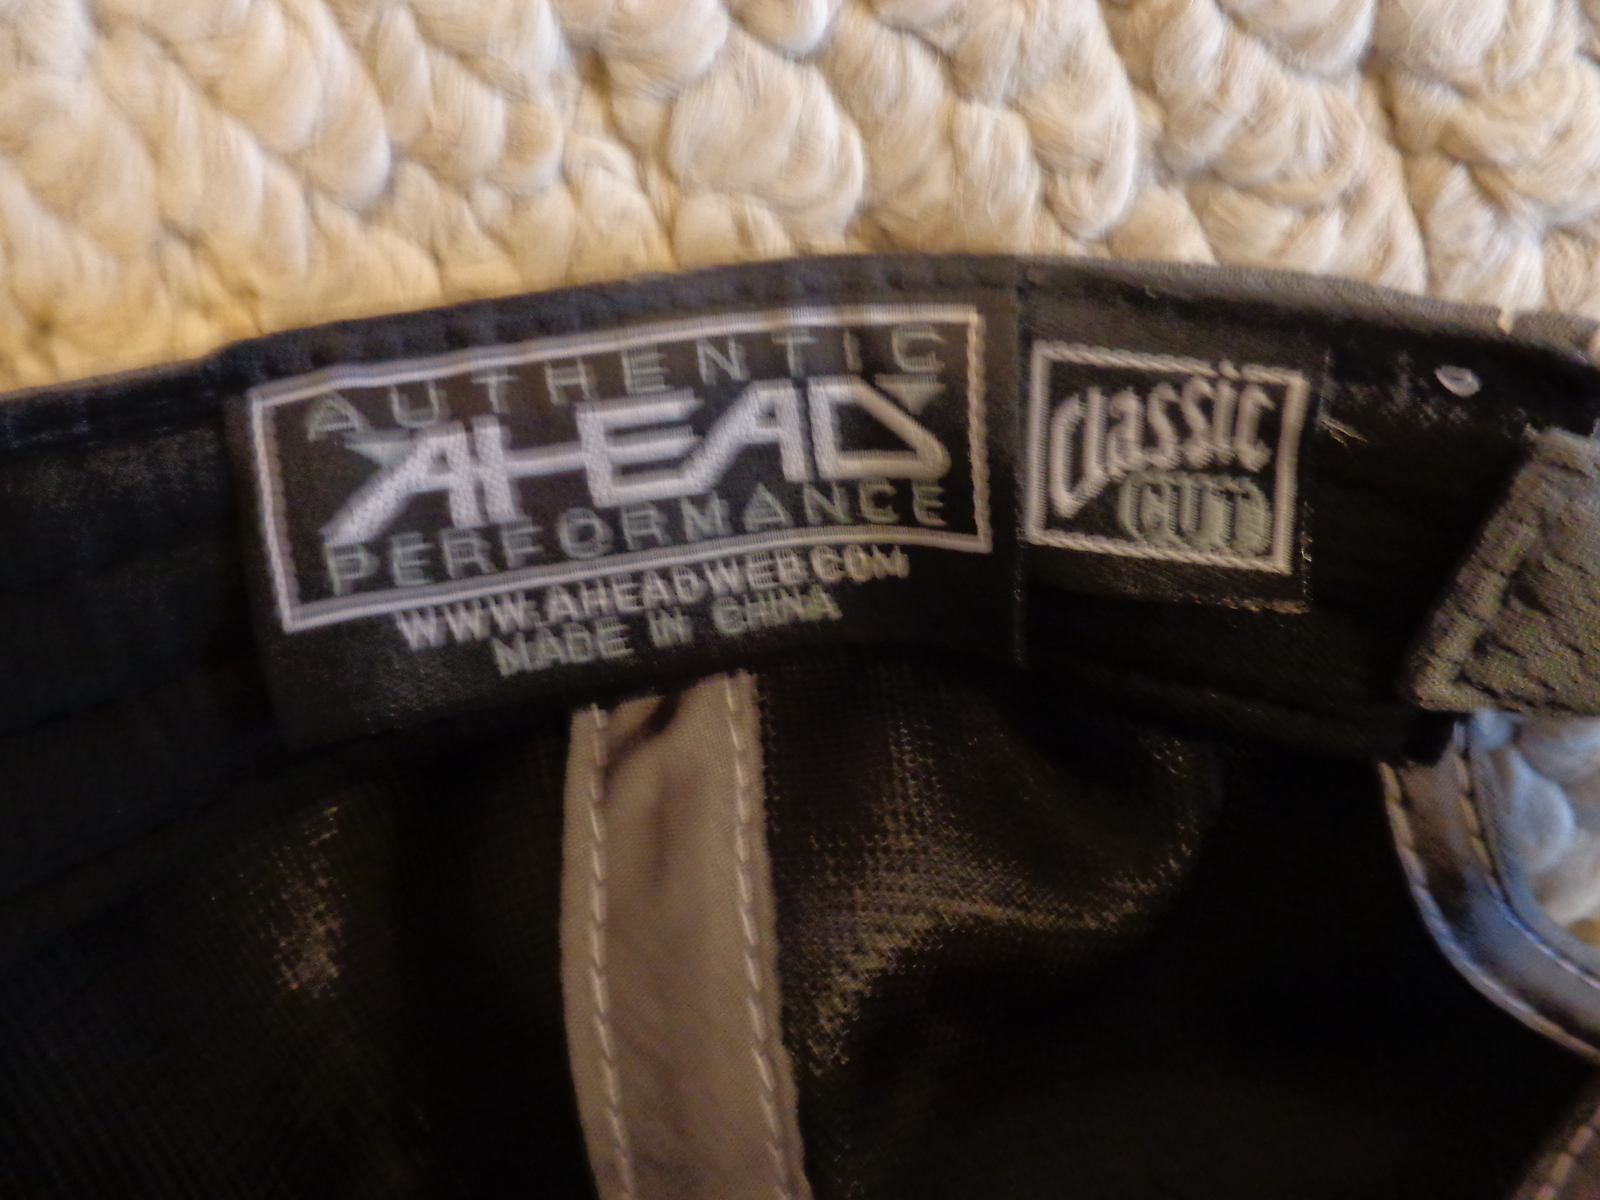 AUTHENTIC
AHEAD
PERFORMANCE
WWW.AHEADWEB.COM
MADE IN CHINA
classic
CUT